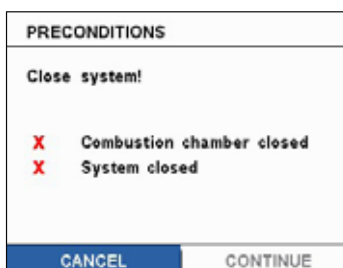 PRECONDITIONS
Close system!
X Combustion chamber closed
X System closed
CANCEL CONTINUE